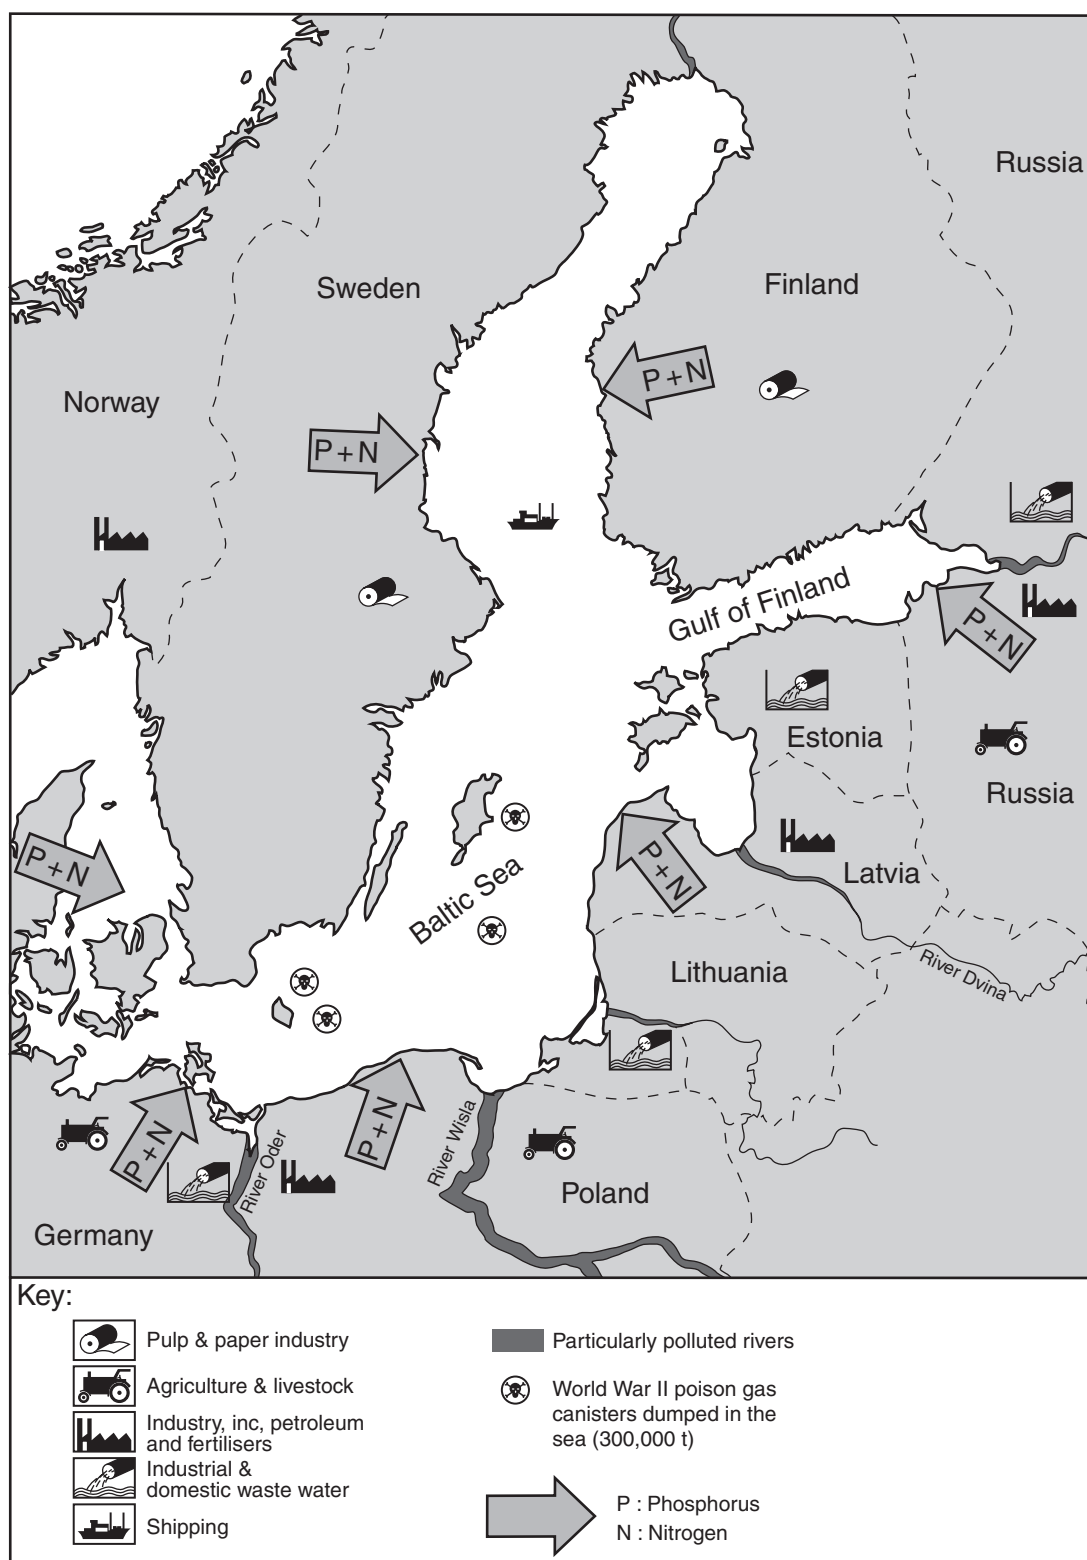 Russia
Sweden
Finland
P + N
Norway
P + N
Gulf of Finland
P + N
Estonia
Russia
P + N
P + N
Latvia
Baltic Sea
Lithuania
River Dvina
P + N
P + N
River Oder
River Wisla
Poland
Germany
Key:
Pulp & paper industry
Agriculture & livestock
Industry, inc, petroleum
and fertilisers
Industrial &
domestic waste water
Shipping
Particularly polluted rivers
World War II poison gas
canisters dumped in the
sea (300,000 t)
P : Phosphorus
N : Nitrogen